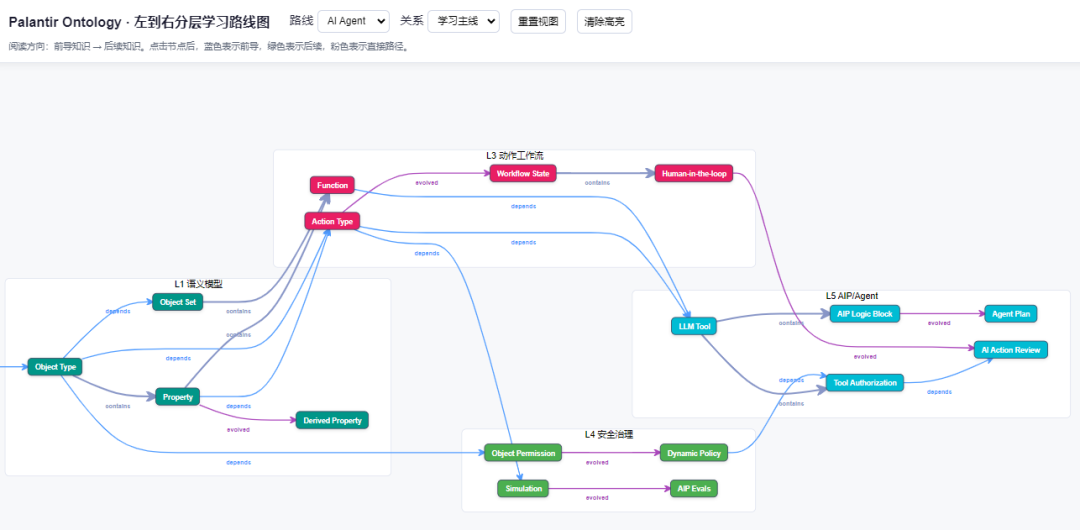 Palantir Ontology · 左到右分层学习路线图 路线 AI Agent 关系 学习主线 重置视图 清除高亮
阅读方向：前导知识 → 后续知识。点击节点后，蓝色表示前导，绿色表示后续，粉色表示直接路径。
L3 动作工作流
Function
Workflow State
Human-in-the-loop
evolved
contains
depends
Action Type
depends
depends
L1 语义模型
Object Set
depends
contains
contains
depends
Object Type
Property
contains
depends
evolved
Derived Property
depends
L5 AIP/Agent
AIP Logic Block
Agent Plan
LLM Tool
contains
evolved
AI Action Review
evolved
depends
Tool Authorization
contains
depends
L4 安全治理
Object Permission
Dynamic Policy
evolved
Simulation
AIP Evals
evolved